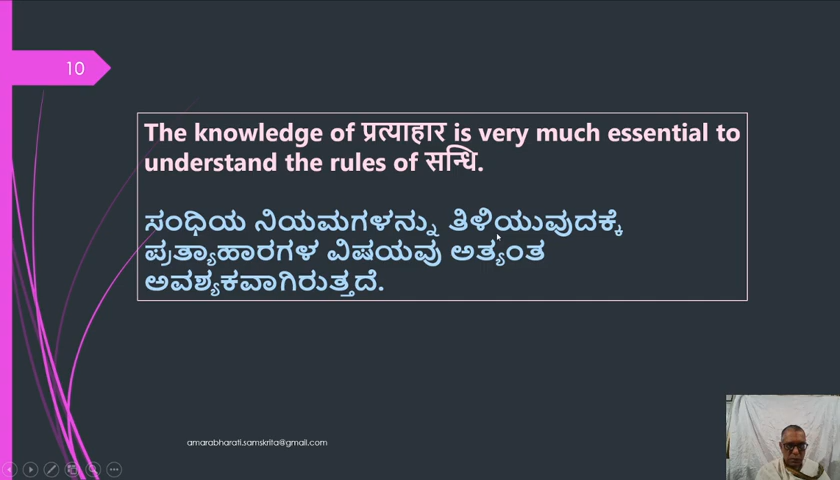 10
The knowledge of प्रत्याहार is very much essential to
understand the rules of सन्धि.
ಸಂಧಿಯ ನಿಯಮಗಳನ್ನು ತಿಳಿಯುವುದಕ್ಕೆ
ಪ್ರತ್ಯಾಹಾರಗಳ ವಿಷಯವು ಅತ್ಯಂತ
ಅವಶ್ಯಕವಾಗಿರುತ್ತದೆ.
amarabharati.samskrita@gmail.com